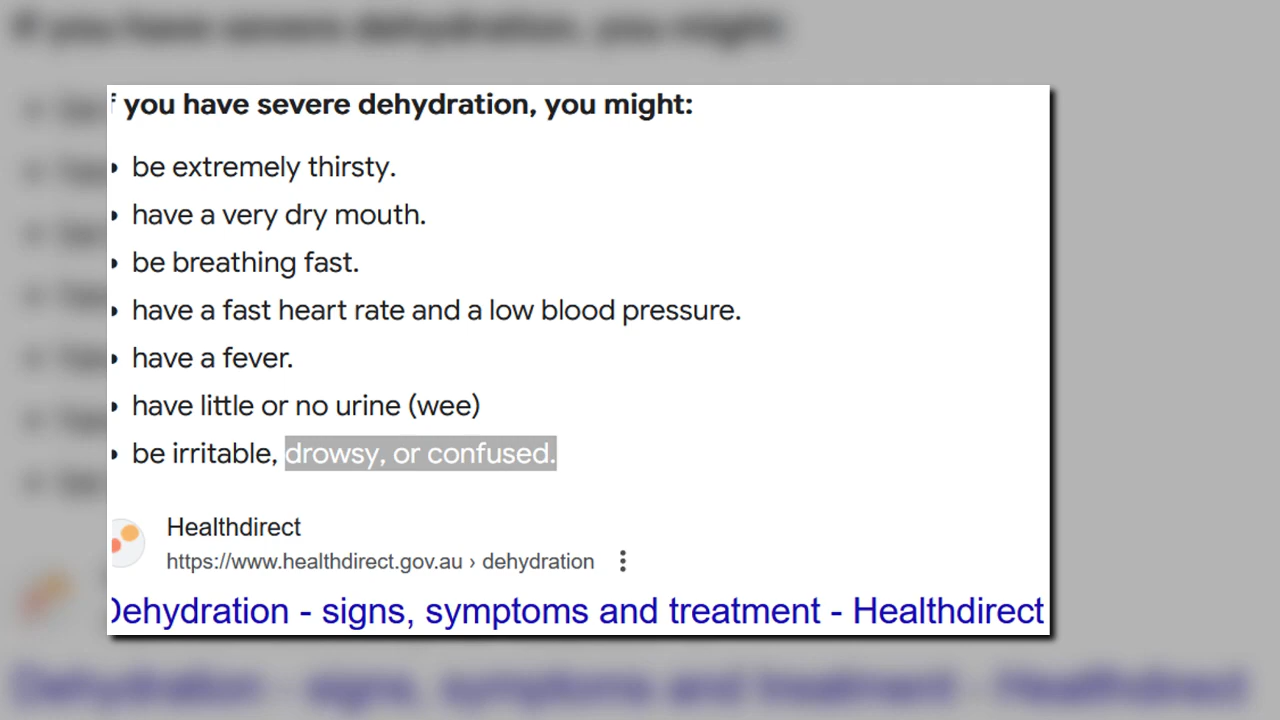 f you have severe dehydration, you might:
be extremely thirsty.
have a very dry mouth.
be breathing fast.
have a fast heart rate and a low blood pressure.
have a fever.
have little or no urine (wee)
be irritable, drowsy, or confused.
Healthdirect
https://www.healthdirect.gov.au › dehydration
Dehydration - signs, symptoms and treatment - Healthdirect